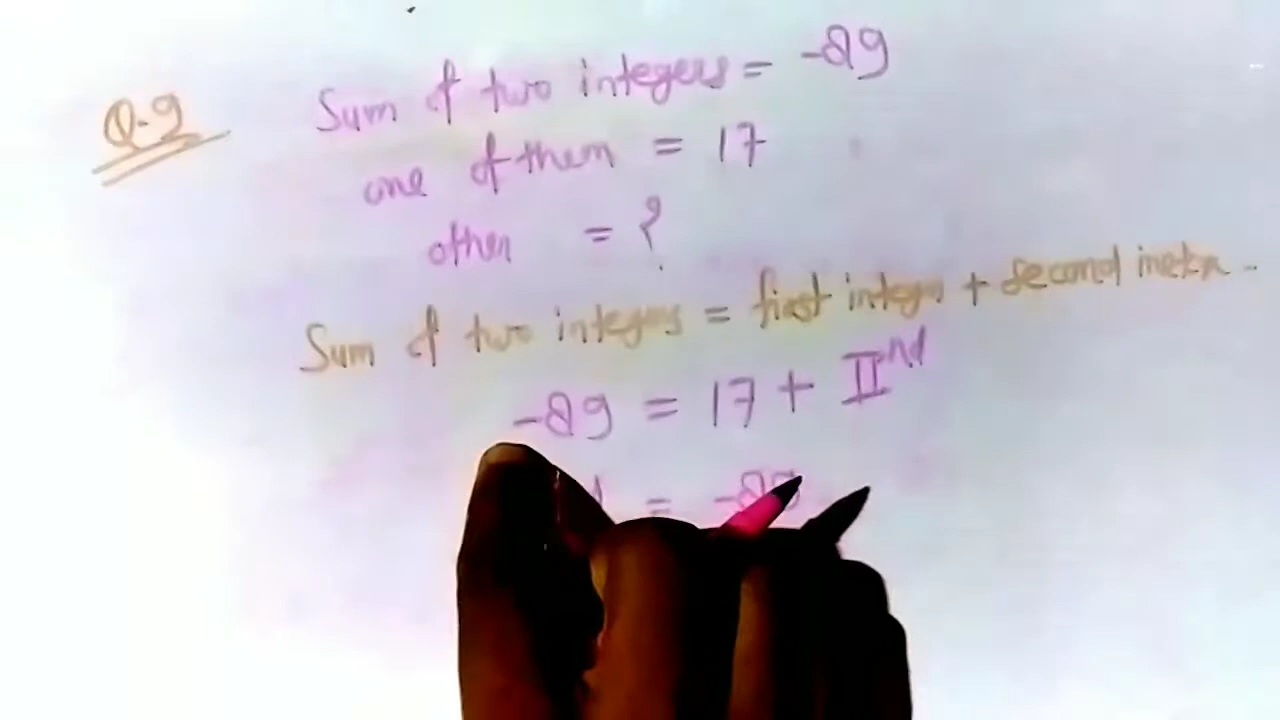 Q-9
Sum of two integers = -89
one of them = 17
other = ?
Sum of two integers = first integer + second
-89 = 17 + IInd
= -89